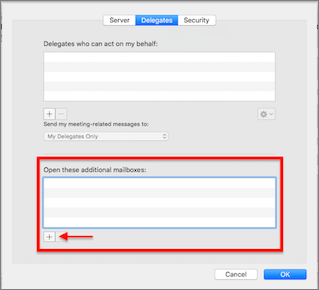 Server Delegates Security
Delegates who can act on my behalf:
+ −
Send my meeting-related messages to:
My Delegates Only
Open these additional mailboxes:
+
Cancel OK